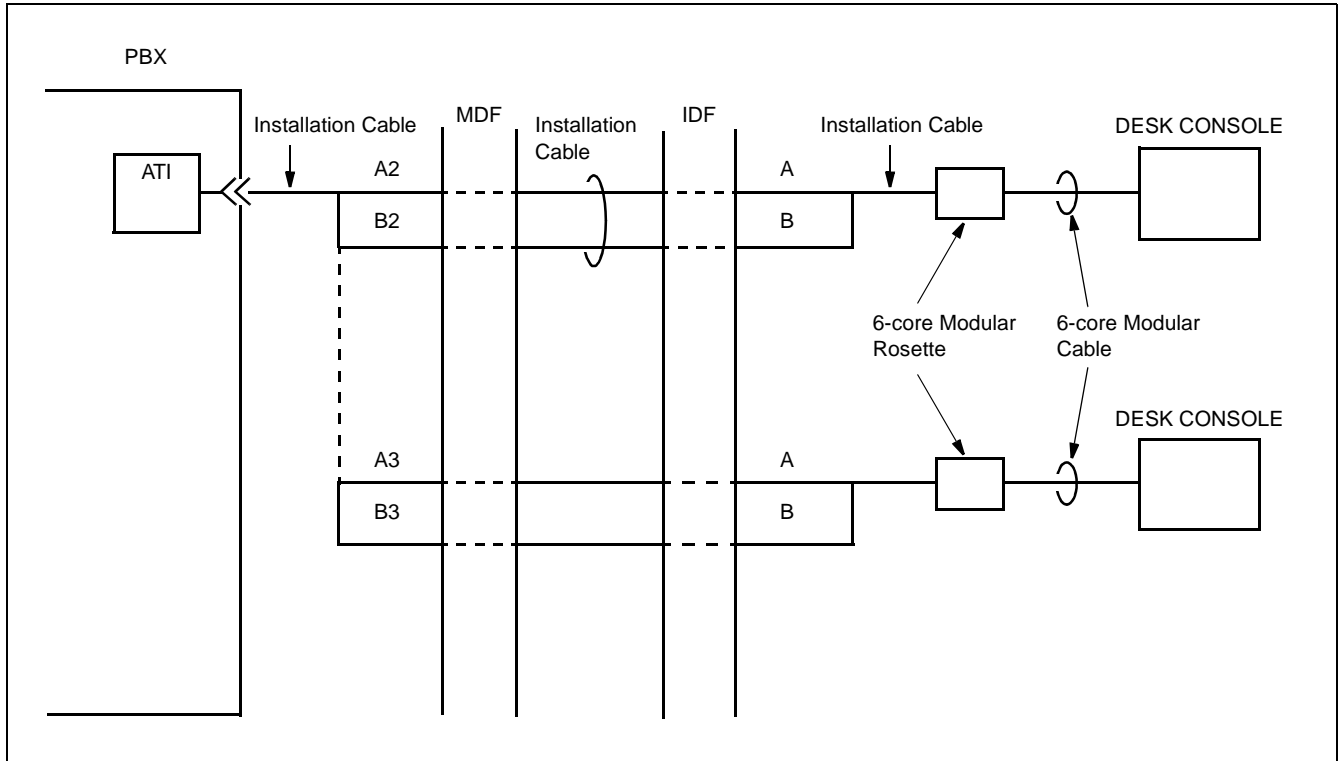 PBX
Installation Cable
MDF
Installation
Cable
IDF
Installation Cable
DESK CONSOLE
ATI
A2
B2
A
B
6-core Modular
Rosette
6-core Modular
Cable
DESK CONSOLE
A3
B3
A
B